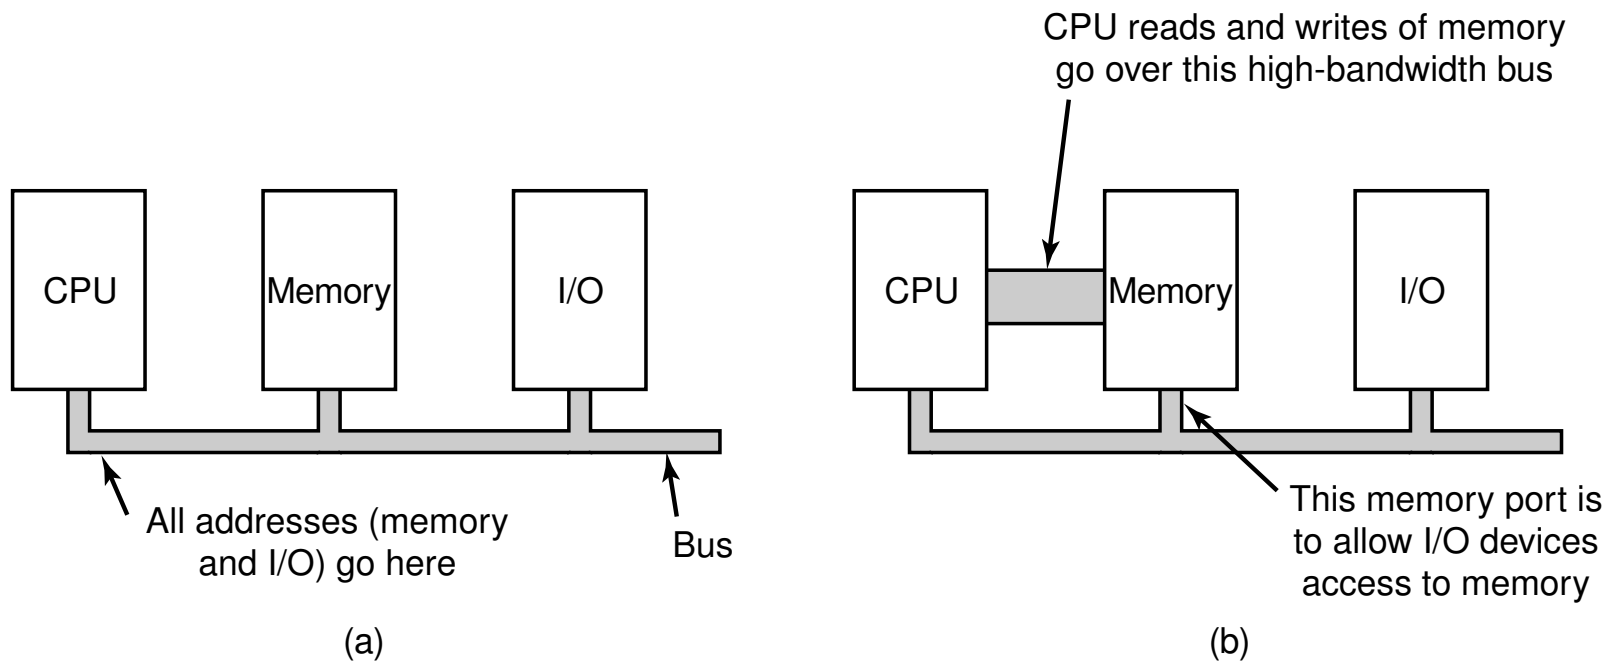 CPU reads and writes of memory
go over this high-bandwidth bus
CPU
Memory
I/O
CPU
Memory
I/O
All addresses (memory
and I/O) go here
Bus
This memory port is
to allow I/O devices
access to memory
(a)
(b)